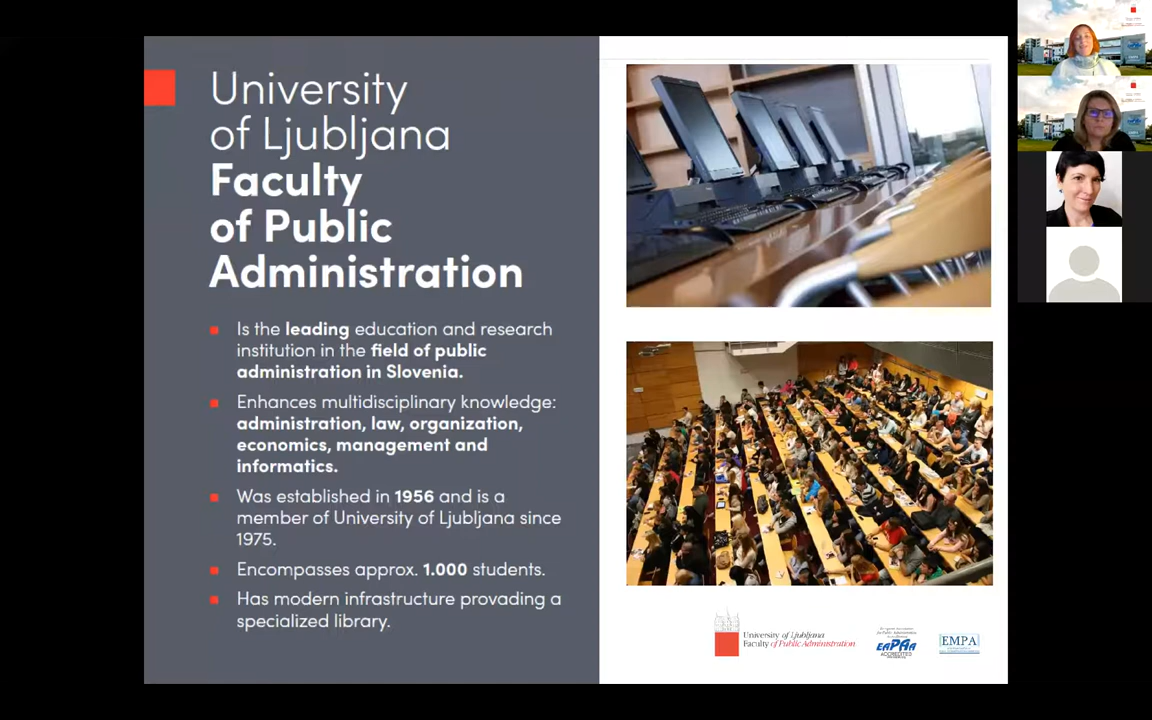 University
of Ljubljana
Faculty
of Public
Administration
Is the leading education and research
institution in the field of public
administration in Slovenia.
Enhances multidisciplinary knowledge:
administration, law, organization,
economics, management and
informatics.
Was established in 1956 and is a
member of University of Ljubljana since
1975.
Encompasses approx. 1.000 students.
Has modern infrastructure provading a
specialized library.
University of Ljubljana
Faculty of Public Administration
EAPAA
ACCREDITED
EMPA